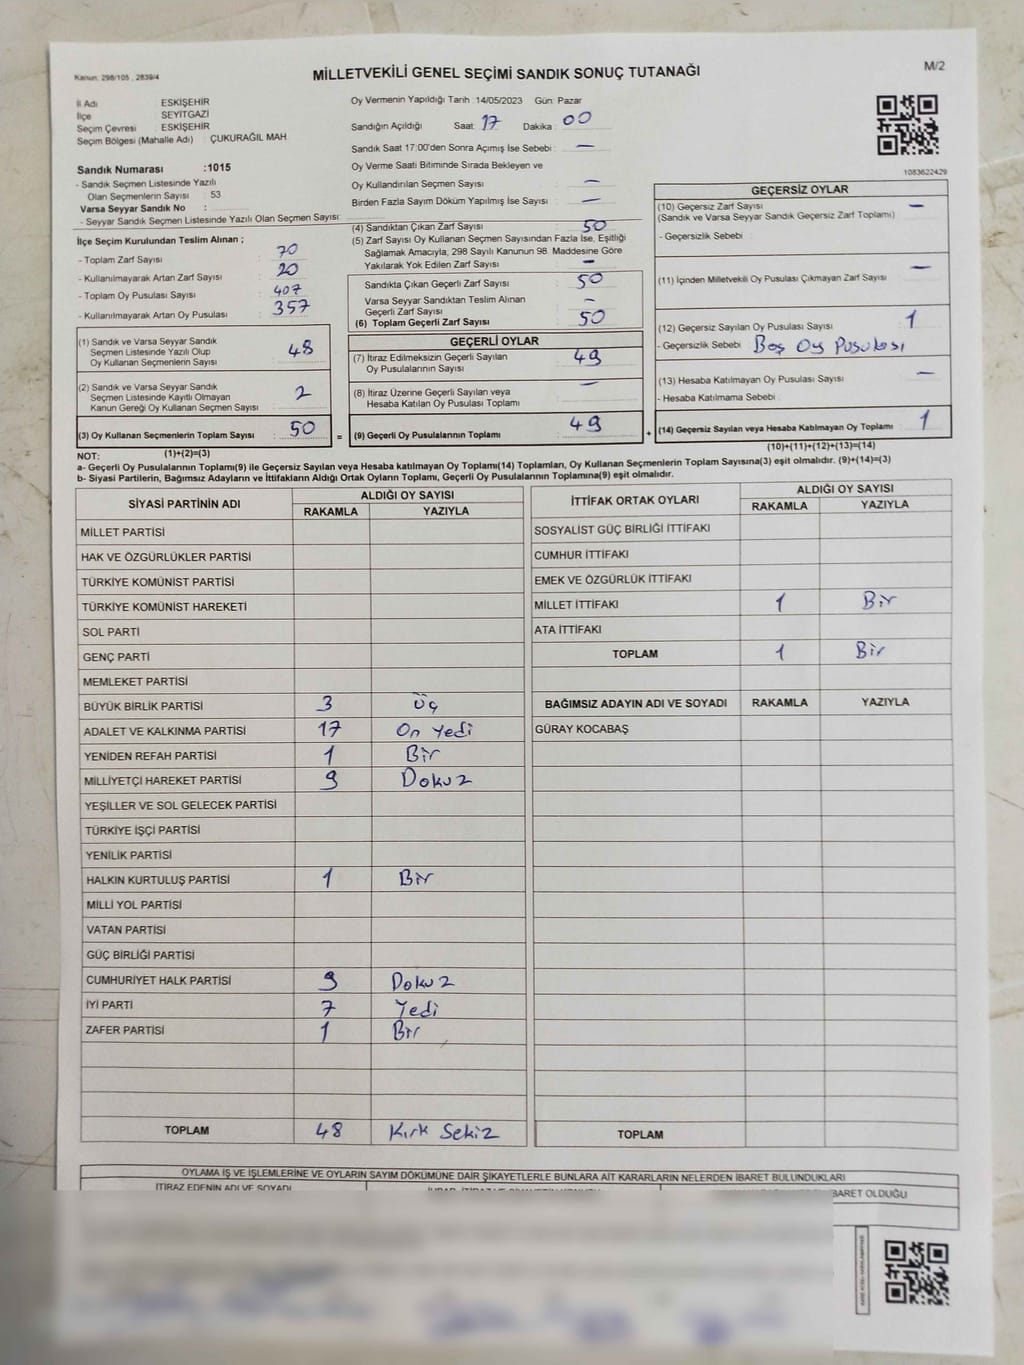 Kanun: 298/105 , 2839/4
MİLLETVEKİLİ GENEL SEÇİMİ SANDIK SONUÇ TUTANAĞI
M/2
İl Adı ESKİŞEHİR
İlçe SEYİTGAZİ
Seçim Çevresi : ESKİŞEHİR
Seçim Bölgesi (Mahalle Adı) : ÇUKURAĞIL MAH
Sandık Numarası :1015
- Sandık Seçmen Listesinde Yazılı
Olan Seçmenlerin Sayısı : 53
Varsa Seyyar Sandık No :
- Seyyar Sandık Seçmen Listesinde Yazılı Olan Seçmen Sayısı:
İlçe Seçim Kurulundan Teslim Alınan ;
- Toplam Zarf Sayısı : 70
- Kullanılmayarak Artan Zarf Sayısı : 20
- Toplam Oy Pusulası Sayısı : 407
- Kullanılmayarak Artan Oy Pusulası : 357
(1) Sandık ve Varsa Seyyar Sandık
Seçmen Listesinde Yazılı Olup
Oy Kullanan Seçmenlerin Sayısı : 48
(2) Sandık ve Varsa Seyyar Sandık
Seçmen Listesinde Kayıtlı Olmayan
Kanun Gereği Oy Kullanan Seçmen Sayısı : 2
(3) Oy Kullanan Seçmenlerin Toplam Sayısı : 50
(1)+(2)=(3)
Oy Vermenin Yapıldığı Tarih : 14/05/2023 Gün: Pazar
Sandığın Açıldığı Saat : 17 Dakika : 00
Sandık Saat 17:00'den Sonra Açımış İse Sebebi : —
Oy Verme Saati Bitiminde Sırada Bekleyen ve
Oy Kullandırılan Seçmen Sayısı : —
Birden Fazla Sayım Döküm Yapılmış İse Sayısı : —
(4) Sandıktan Çıkan Zarf Sayısı : 50
(5) Zarf Sayısı Oy Kullanan Seçmen Sayısından Fazla İse, Eşitliği
Sağlamak Amacıyla, 298 Sayılı Kanunun 98. Maddesine Göre
Yakılarak Yok Edilen Zarf Sayısı : —
Sandıkta Çıkan Geçerli Zarf Sayısı : 50
Varsa Seyyar Sandıktan Teslim Alınan
Geçerli Zarf Sayısı : —
(6) Toplam Geçerli Zarf Sayısı : 50
GEÇERLİ OYLAR
(7) İtiraz Edilmeksizin Geçerli Sayılan
Oy Pusulalarının Sayısı : 49
(8) İtiraz Üzerine Geçerli Sayılan veya
Hesaba Katılan Oy Pusulası Toplamı : —
= (9) Geçerli Oy Pusulalarının Toplamı : 49
1083622429
GEÇERSİZ OYLAR
(10) Geçersiz Zarf Sayısı : —
(Sandık ve Varsa Seyyar Sandık Geçersiz Zarf Toplamı)
- Geçersizlik Sebebi :
(11) İçinden Milletvekili Oy Pusulası Çıkmayan Zarf Sayısı : —
(12) Geçersiz Sayılan Oy Pusulası Sayısı : 1
- Geçersizlik Sebebi : Boş Oy Pusulası
(13) Hesaba Katılmayan Oy Pusulası Sayısı : —
- Hesaba Katılmama Sebebi :
+ (14) Geçersiz Sayılan veya Hesaba Katılmayan Oy Toplamı : 1
(10)+(11)+(12)+(13)=(14)
NOT:
a- Geçerli Oy Pusulalarının Toplamı(9) ile Geçersiz Sayılan veya Hesaba katılmayan Oy Toplamı(14) Toplamları, Oy Kullanan Seçmenlerin Toplam Sayısına(3) eşit olmalıdır. (9)+(14)=(3)
b- Siyasi Partilerin, Bağımsız Adayların ve İttifakların Aldığı Ortak Oyların Toplamı, Geçerli Oy Pusulalarının Toplamına(9) eşit olmalıdır.
SİYASİ PARTİNİN ADI ALDIĞI OY SAYISI
RAKAMLA YAZIYLA
MİLLET PARTİSİ
HAK VE ÖZGÜRLÜKLER PARTİSİ
TÜRKİYE KOMÜNİST PARTİSİ
TÜRKİYE KOMÜNİST HAREKETİ
SOL PARTİ
GENÇ PARTİ
MEMLEKET PARTİSİ
BÜYÜK BİRLİK PARTİSİ 3 Üç
ADALET VE KALKINMA PARTİSİ 17 On Yedi
YENİDEN REFAH PARTİSİ 1 Bir
MİLLİYETÇİ HAREKET PARTİSİ 9 Dokuz
YEŞİLLER VE SOL GELECEK PARTİSİ
TÜRKİYE İŞÇİ PARTİSİ
YENİLİK PARTİSİ
HALKIN KURTULUŞ PARTİSİ 1 Bir
MİLLİ YOL PARTİSİ
VATAN PARTİSİ
GÜÇ BİRLİĞİ PARTİSİ
CUMHURİYET HALK PARTİSİ 9 Dokuz
İYİ PARTİ 7 Yedi
ZAFER PARTİSİ 1 Bir
TOPLAM 48 Kırk Sekiz
İTTİFAK ORTAK OYLARI ALDIĞI OY SAYISI
RAKAMLA YAZIYLA
SOSYALİST GÜÇ BİRLİĞİ İTTİFAKI
CUMHUR İTTİFAKI
EMEK VE ÖZGÜRLÜK İTTİFAKI
MİLLET İTTİFAKI 1 Bir
ATA İTTİFAKI
TOPLAM 1 Bir
BAĞIMSIZ ADAYIN ADI VE SOYADI RAKAMLA YAZIYLA
GÜRAY KOCABAŞ
TOPLAM
OYLAMA İŞ VE İŞLEMLERİNE VE OYLARIN SAYIM DÖKÜMÜNE DAİR ŞİKAYETLERLE BUNLARA AİT KARARLARIN NELERDEN İBARET BULUNDUKLARI
İTİRAZ EDENİN ADI VE SOYADI
BARET OLDUĞU